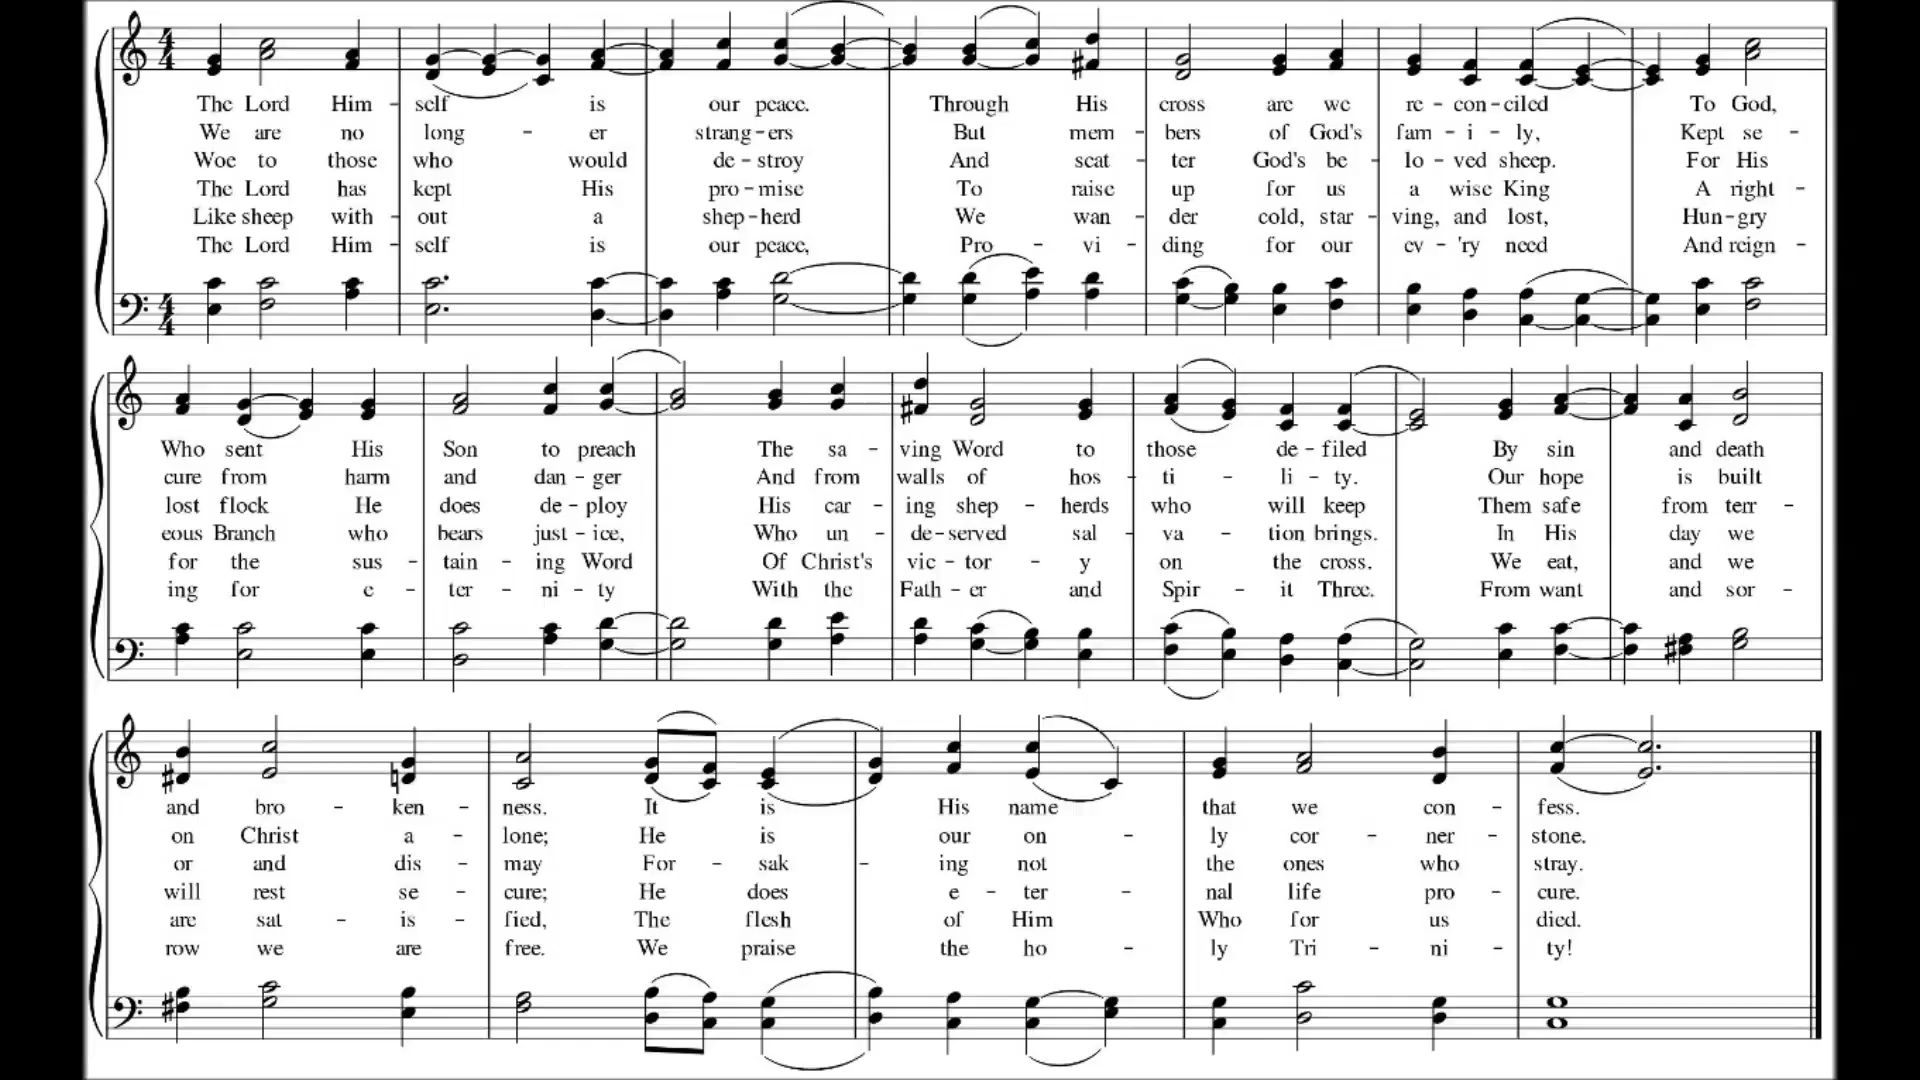 The Lord Him - self is our peace. Through His cross are we re - con - ciled To God,
We are no long - er strang - ers But mem - bers of God's fam - i - ly, Kept se -
Woe to those who would de - stroy And scat - ter God's be - lo - ved sheep. For His
The Lord has kept His pro - mise To raise up for us a wise King A right -
Like sheep with - out a shep - herd We wan - der cold, star - ving, and lost, Hun - gry
The Lord Him - self is our peace, Pro - vi - ding for our ev - 'ry need And reign -
Who sent His Son to preach The sa - ving Word to those de - filed By sin and death
cure from harm and dan - ger And from walls of hos - ti - li - ty. Our hope is built
lost flock He does de - ploy His car - ing shep - herds who will keep Them safe from terr -
eous Branch who bears just - ice, Who un - de - served sal - va - tion brings. In His day we
for the sus - tain - ing Word Of Christ's vic - tor - y on the cross. We eat, and we
ing for e - ter - ni - ty With the Fath - er and Spir - it Three. From want and sor -
and bro - ken - ness. It is His name that we con - fess.
on Christ a - lone; He is our on - ly cor - ner - stone.
or and dis - may For - sak - ing not the ones who stray.
will rest se - cure; He does e - ter - nal life pro - cure.
are sat - is - fied, The flesh of Him Who for us died.
row we are free. We praise the ho - ly Tri - ni - ty!